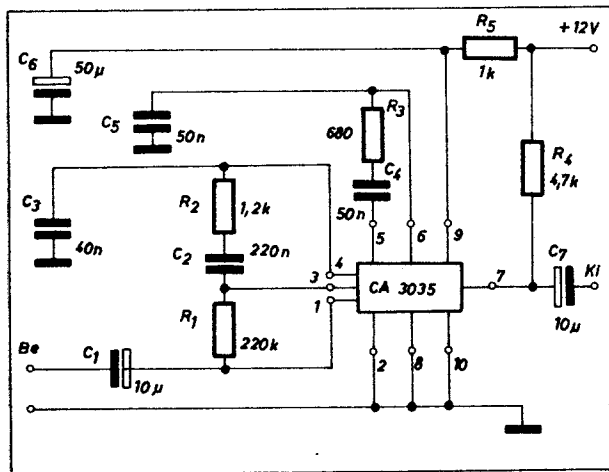 R5
+12V
1k
C6
50µ
C5
50n
R3
680
C4
50n
R4
4,7k
C3
40n
R2
1,2k
C2
220n
5
6
9
4
3
1
CA 3035
7
C7
10µ
Ki
R1
220k
Be
C1
10µ
2
8
10